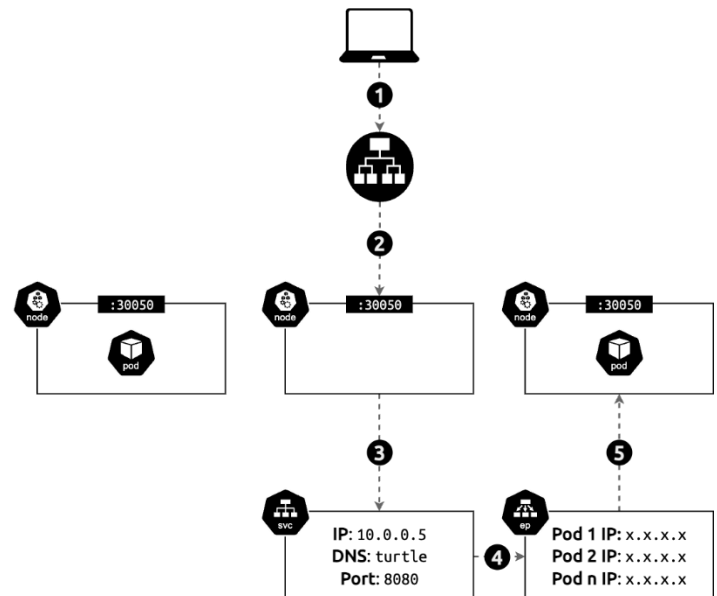 1
2
node
:30050
pod
node
:30050
node
:30050
pod
3
5
svc
IP: 10.0.0.5
DNS: turtle
Port: 8080
4
ep
Pod 1 IP: x.x.x.x
Pod 2 IP: x.x.x.x
Pod n IP: x.x.x.x